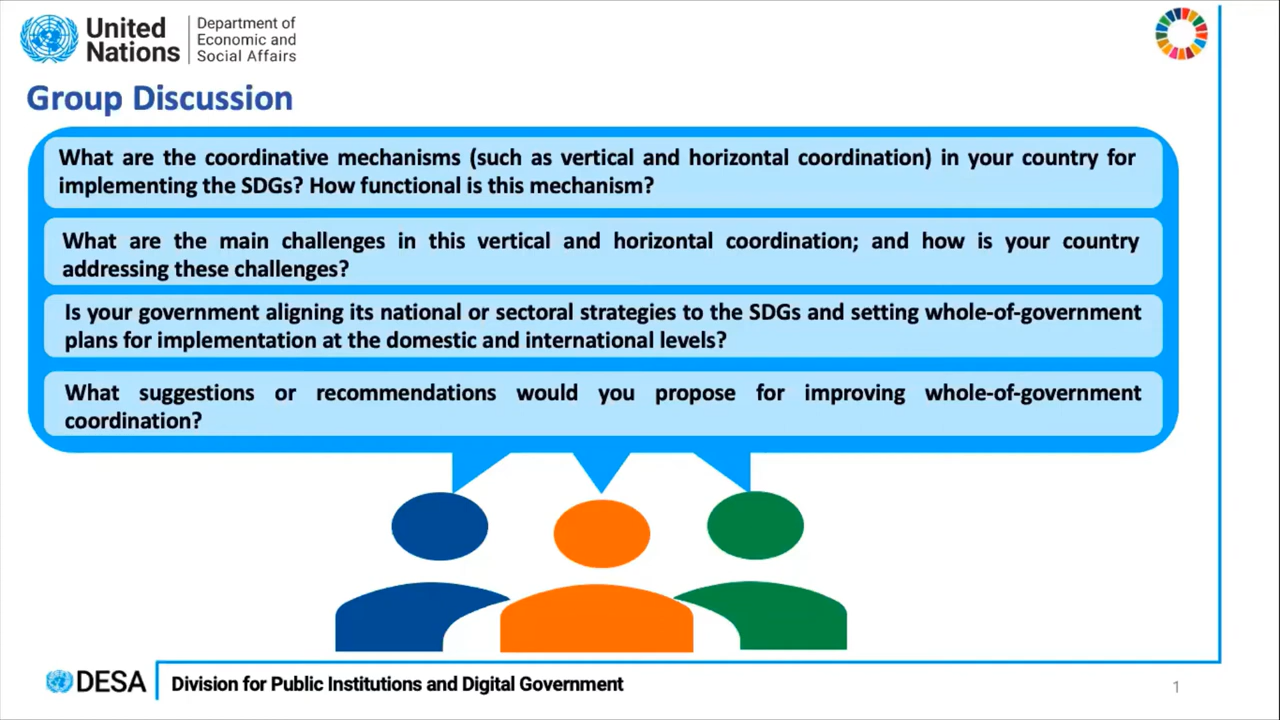 United
Nations
Department of
Economic and
Social Affairs
Group Discussion
What are the coordinative mechanisms (such as vertical and horizontal coordination) in your country for
implementing the SDGs? How functional is this mechanism?
What are the main challenges in this vertical and horizontal coordination; and how is your country
addressing these challenges?
Is your government aligning its national or sectoral strategies to the SDGs and setting whole-of-government
plans for implementation at the domestic and international levels?
What suggestions or recommendations would you propose for improving whole-of-government
coordination?
DESA
Division for Public Institutions and Digital Government
1